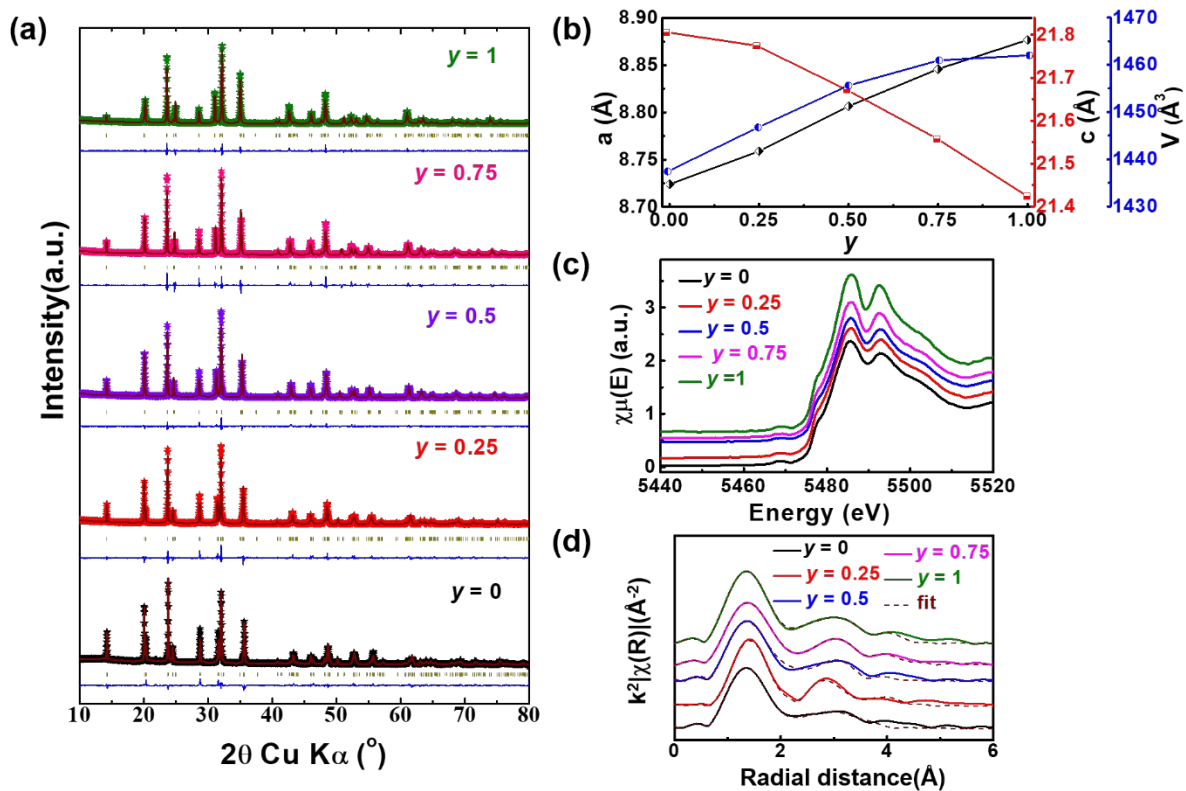 (a)
y = 1
y = 0.75
y = 0.5
y = 0.25
y = 0
Intensity(a.u.)
10 20 30 40 50 60 70 80
2θ Cu Kα (°)
(b)
8.90
8.85
8.80
8.75
8.70
a (Å)
0.00 0.25 0.50 0.75 1.00
y
21.8
21.7
21.6
21.5
21.4
c (Å)
1470
1460
1450
1440
1430
V (Å³)
(c)
y = 0
y = 0.25
y = 0.5
y = 0.75
y = 1
3
2
1
0
χμ(E) (a.u.)
5440 5460 5480 5500 5520
Energy (eV)
(d)
y = 0
y = 0.25
y = 0.5
y = 0.75
y = 1
fit
k²|χ(R)|(Å⁻²)
0 2 4 6
Radial distance(Å)